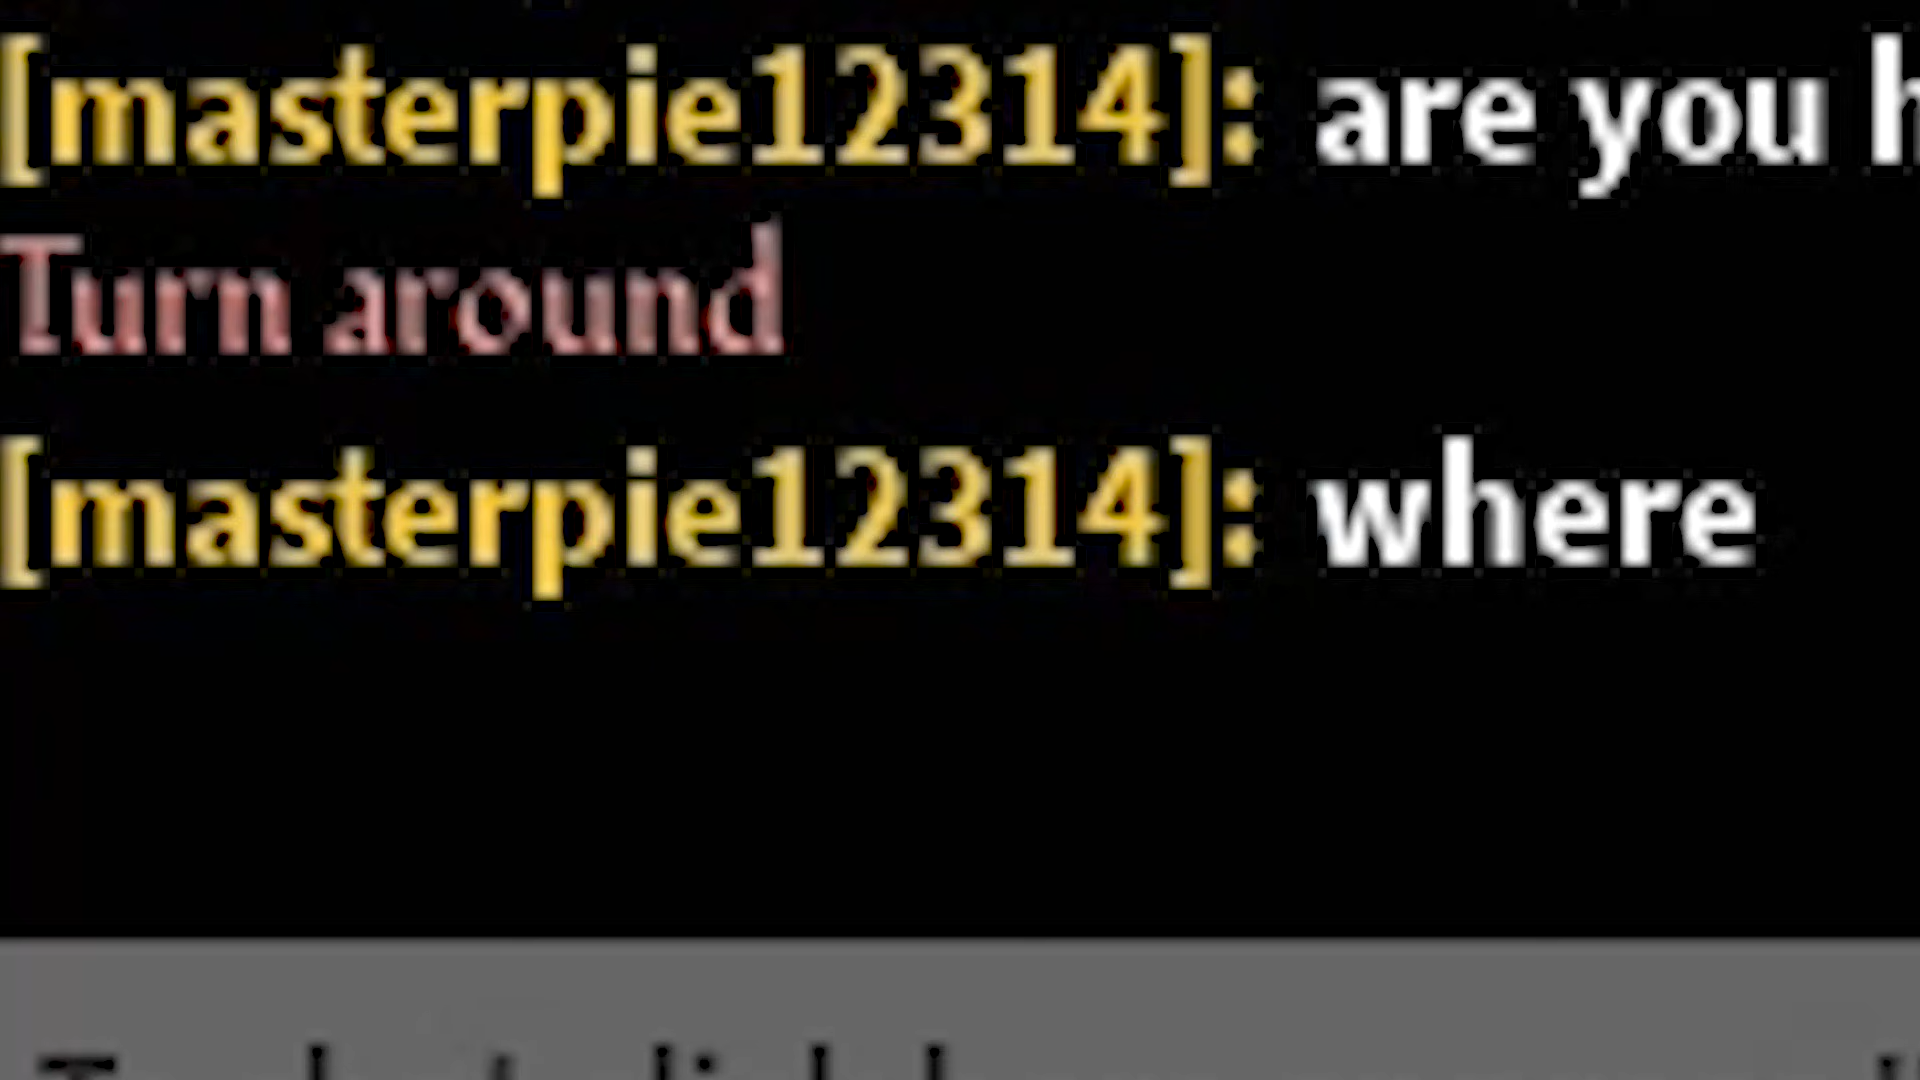 [masterpie12314]: are you
Turn around
[masterpie12314]: where